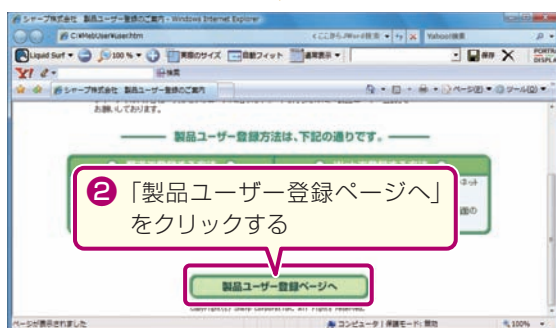 シャープ株式会社 製品ユーザー登録のご案内 - Windows Internet Explorer
C:¥WebUser¥user.htm
Yahoo!検索
Liquid Surf
100 %
実際のサイズ
自動フィット
通常表示
保存
Y!
検索
シャープ株式会社 製品ユーザー登録のご案内
ページ(P)
ツール(O)
お願いしております。
製品ユーザー登録方法は、下記の通りです。
❷「製品ユーザー登録ページへ」
をクリックする
製品ユーザー登録ページへ
Copyright(C) Sharp Corporation, All rights reserved.
ページが表示されました
コンピュータ | 保護モード: 無効
100%